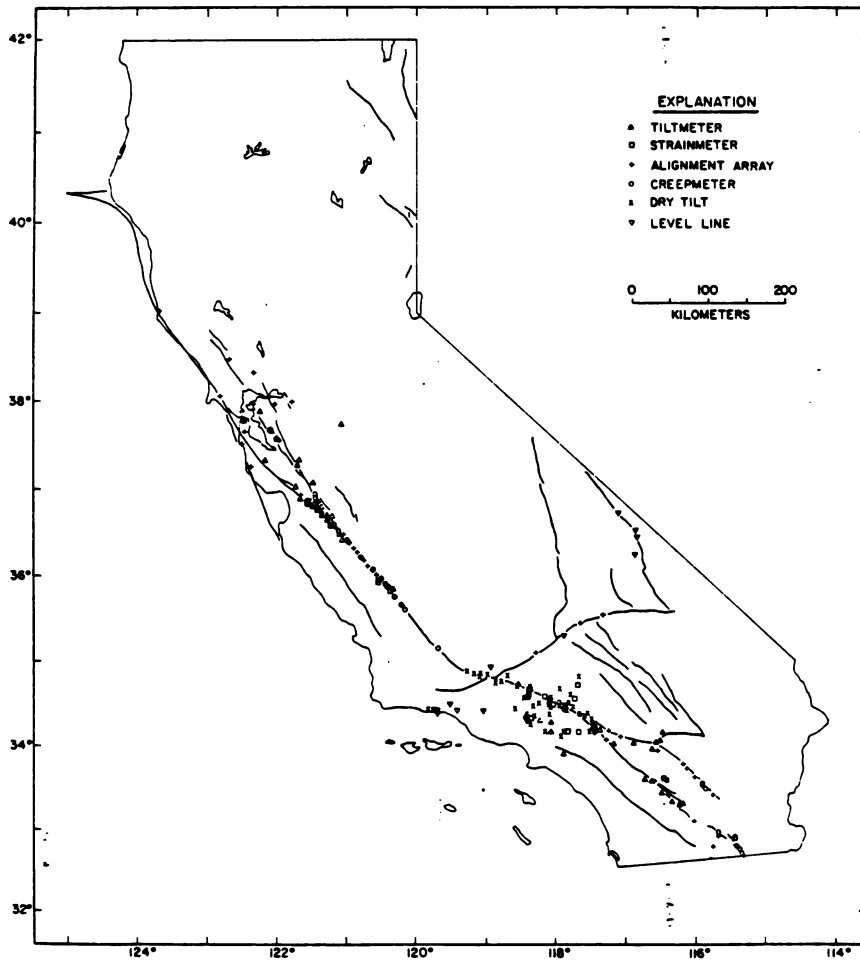 42°
40°
38°
36°
34°
32°
EXPLANATION
TILTMETER
STRAINMETER
ALIGNMENT ARRAY
CREEPMETER
DRY TILT
LEVEL LINE
0 100 200
KILOMETERS
124° 122° 120° 118° 116° 114°